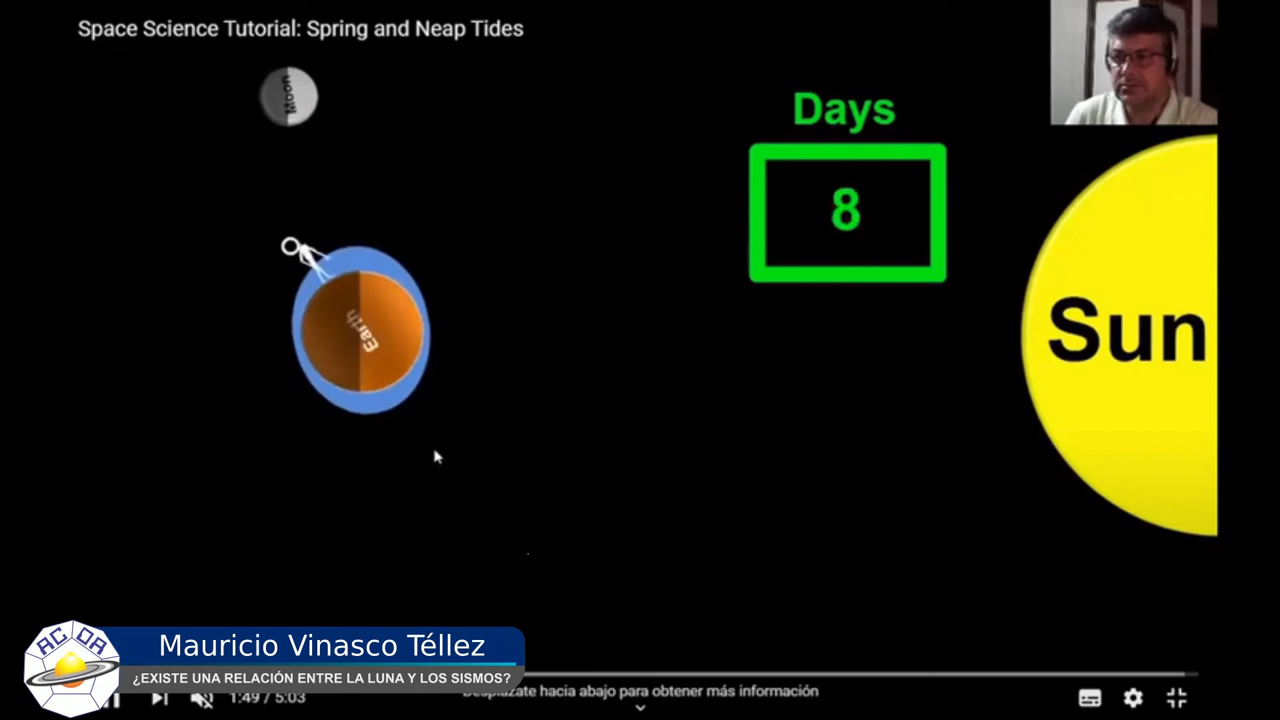 Space Science Tutorial: Spring and Neap Tides
Moon
Days
8
Sun
Earth
ACDA
Mauricio Vinasco Téllez
¿EXISTE UNA RELACIÓN ENTRE LA LUNA Y LOS SISMOS?
Desplázate hacia abajo para obtener más información
1:49 / 5:03